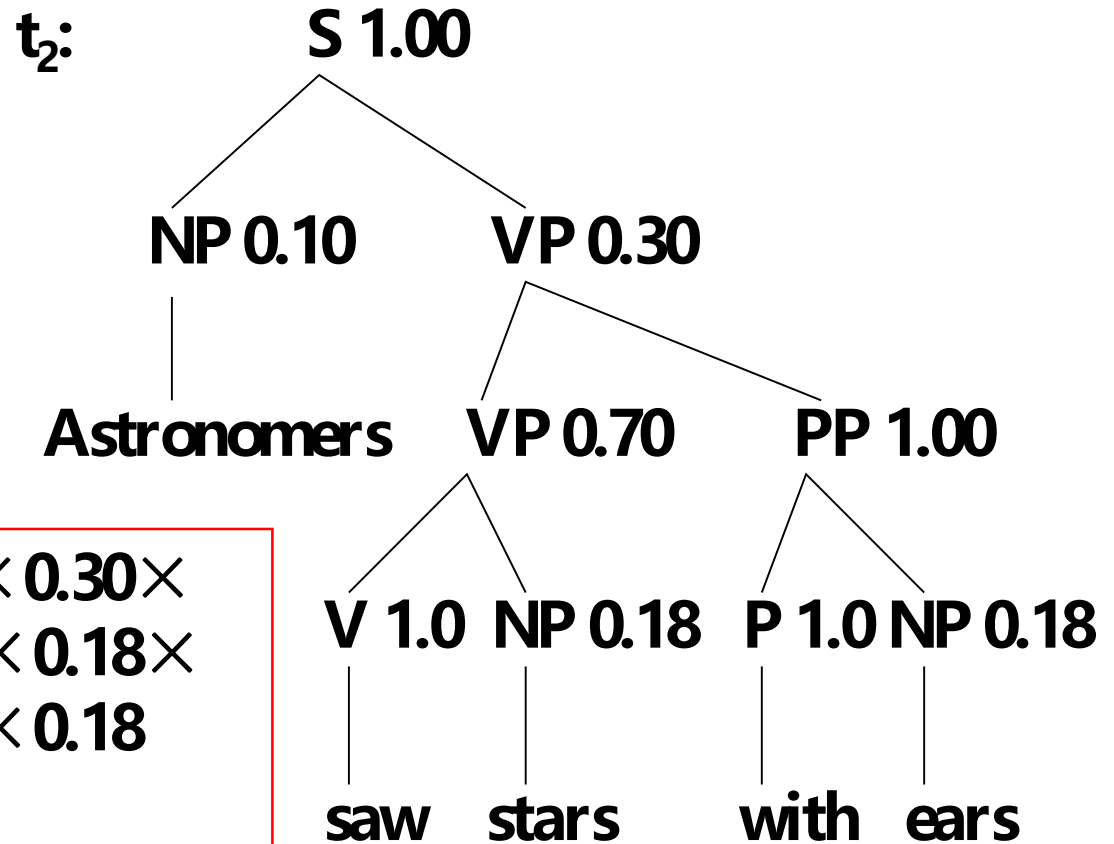 t₂: S 1.00
NP 0.10 VP 0.30
Astronomers VP 0.70 PP 1.00
× 0.30 ×
V 1.0 NP 0.18 P 1.0 NP 0.18
× 0.18 ×
× 0.18
saw stars with ears